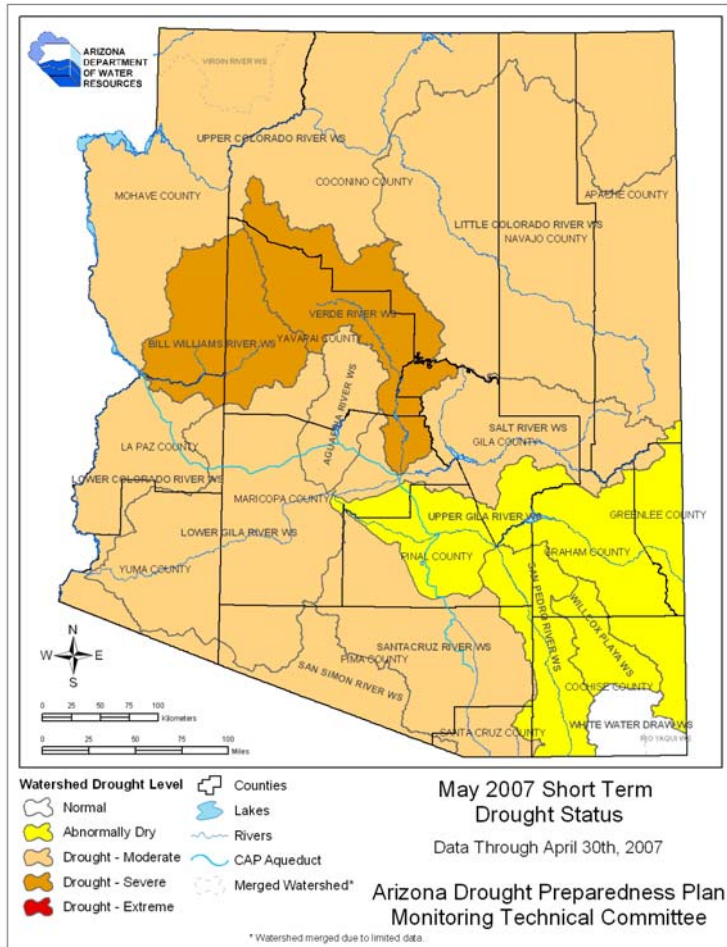 ARIZONA
DEPARTMENT
OF WATER
RESOURCES
VIRGIN RIVER WS
UPPER COLORADO RIVER WS
COCONINO COUNTY
MOHAVE COUNTY
APACHE COUNTY
LITTLE COLORADO RIVER WS
NAVAJO COUNTY
VERDE RIVER WS
YAVAPAI COUNTY
BILL WILLIAMS RIVER WS
AGUA FRIA RIVER WS
SALT RIVER WS
GILA COUNTY
LA PAZ COUNTY
LOWER COLORADO RIVER WS
MARICOPA COUNTY
UPPER GILA RIVER WS
GREENLEE COUNTY
LOWER GILA RIVER WS
PINAL COUNTY
GRAHAM COUNTY
YUMA COUNTY
SAN PEDRO RIVER WS
WILLCOX PLAYA WS
SANTA CRUZ RIVER WS
PIMA COUNTY
SAN SIMON RIVER WS
COCHISE COUNTY
WHITE WATER DRAW WS
SANTA CRUZ COUNTY
RIO YAQUI WS
N
W E
S
0 25 50 100
Kilometers
0 25 50 100
Miles
Watershed Drought Level
Normal
Abnormally Dry
Drought - Moderate
Drought - Severe
Drought - Extreme
Counties
Lakes
Rivers
CAP Aqueduct
Merged Watershed*
May 2007 Short Term
Drought Status
Data Through April 30th, 2007
Arizona Drought Preparedness Plan
Monitoring Technical Committee
* Watershed merged due to limited data.